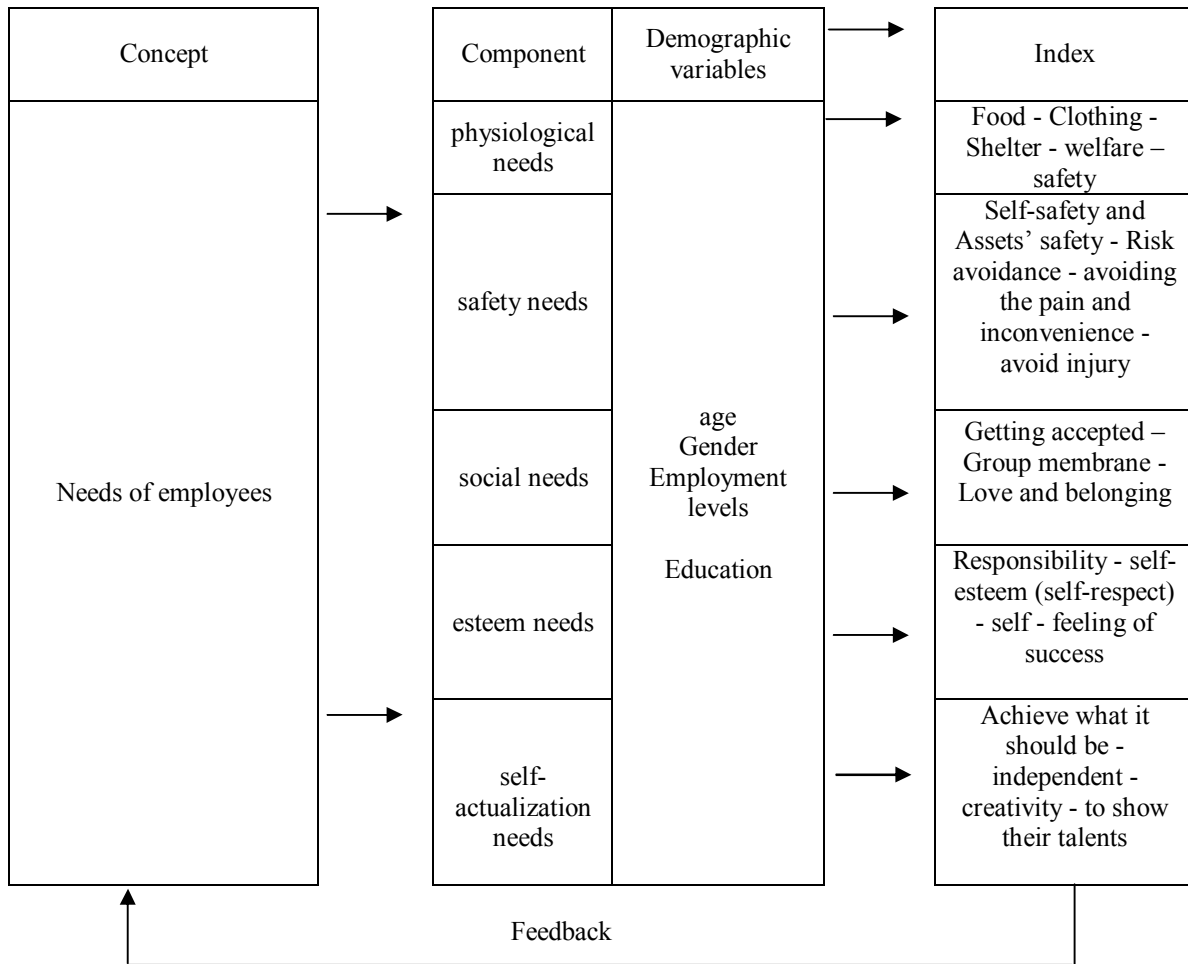 Concept
Component
Demographic
variables
Index
Needs of employees
physiological
needs
safety needs
social needs
esteem needs
self-
actualization
needs
age
Gender
Employment
levels
Education
Food - Clothing -
Shelter - welfare –
safety
Self-safety and
Assets’ safety - Risk
avoidance - avoiding
the pain and
inconvenience -
avoid injury
Getting accepted –
Group membrane -
Love and belonging
Responsibility - self-
esteem (self-respect)
- self - feeling of
success
Achieve what it
should be -
independent -
creativity - to show
their talents
Feedback